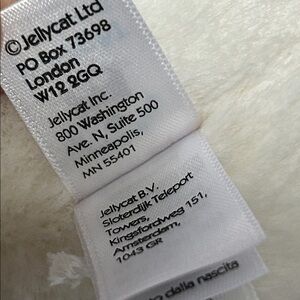 ©Jellycat Ltd
PO Box 73698
London
W12 2GQ
Jellycat Inc.
800 Washington
Ave. N, Suite 500
Minneapolis,
MN 55401
Jellycat B.V.
Sloterdijk Teleport
Towers,
Kingsfordweg 151,
Amsterdam,
1043 GR
dalla nascita